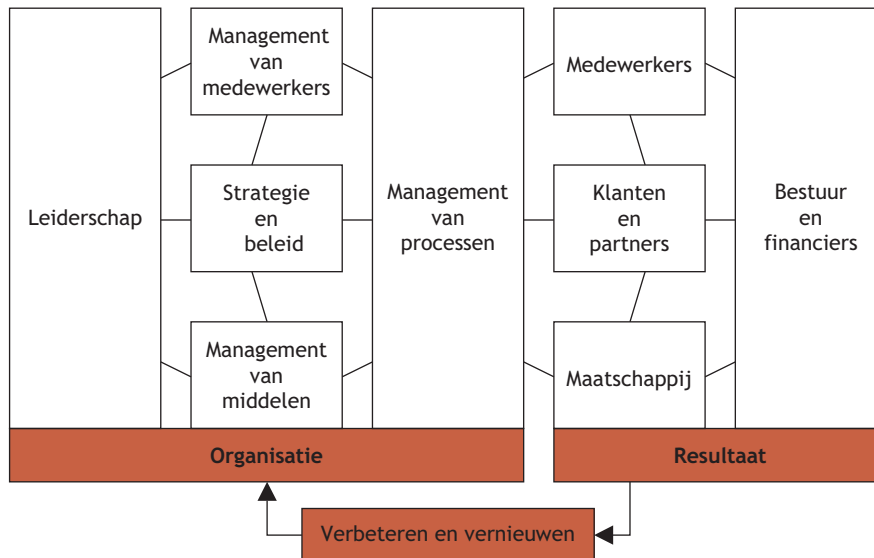 Leiderschap
Management
van
medewerkers
Strategie
en
beleid
Management
van
middelen
Management
van
processen
Medewerkers
Klanten
en
partners
Maatschappij
Bestuur
en
financiers
Organisatie
Resultaat
Verbeteren en vernieuwen